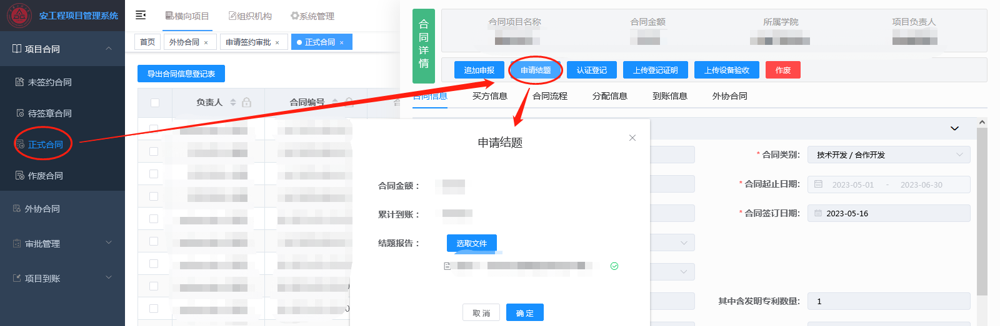 安工程项目管理系统
项目合同
未签约合同
待签章合同
正式合同
作废合同
外协合同
审批管理
项目到账
横向项目
组织机构
系统管理
首页
外协合同 ×
申请签约审批 ×
正式合同 ×
导出合同信息登记表
负责人
合同编号
合同详情
合同项目名称
合同金额
所属学院
项目负责人
追加申报
申请结题
认证登记
上传登记证明
上传设备验收
作废
合同信息
买方信息
合同流程
分配信息
到账信息
外协合同
* 合同类别:
技术开发 / 合作开发
* 合同起止日期:
2023-05-01 - 2023-06-30
* 合同签订日期:
2023-05-16
其中含发明专利数量:
1
申请结题
合同金额：
累计到账：
结题报告：
选取文件
取 消
确 定